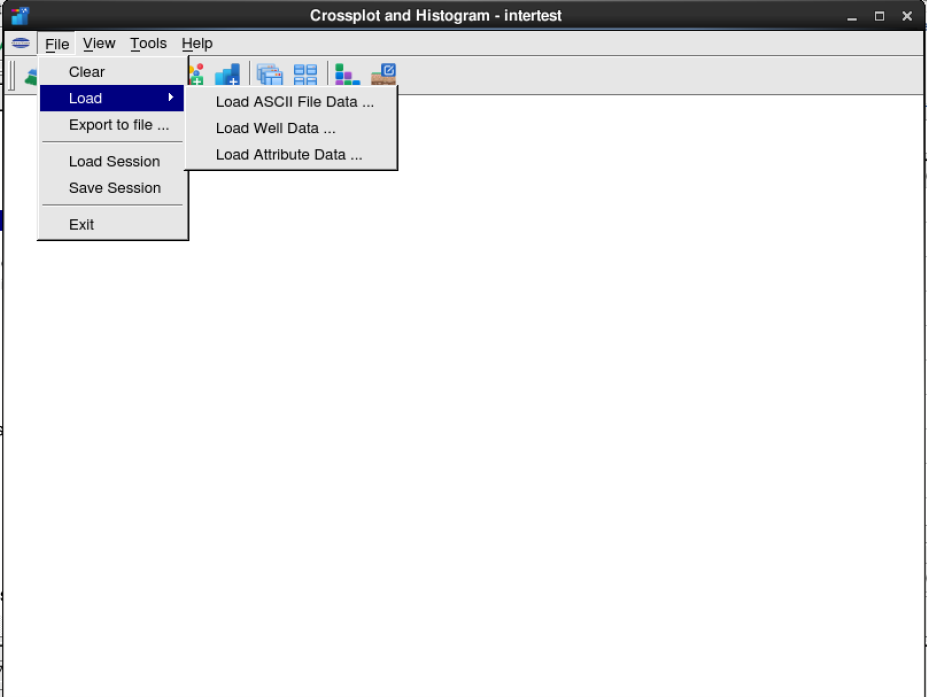 Crossplot and Histogram - intertest
File View Tools Help
Clear
Load
Export to file ...
Load Session
Save Session
Exit
Load ASCII File Data ...
Load Well Data ...
Load Attribute Data ...